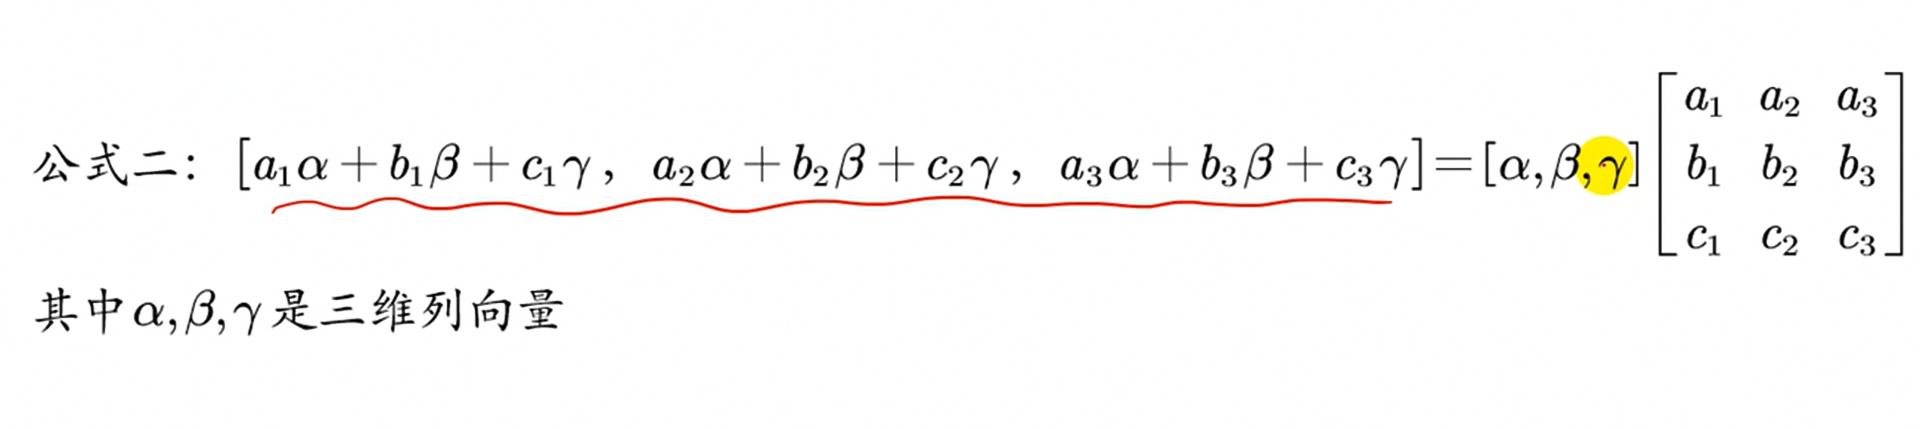 公式二：[a₁α＋b₁β＋c₁γ，a₂α＋b₂β＋c₂γ，a₃α＋b₃β＋c₃γ]＝[α,β,γ][a₁ a₂ a₃
b₁ b₂ b₃
c₁ c₂ c₃]
其中α,β,γ是三维列向量